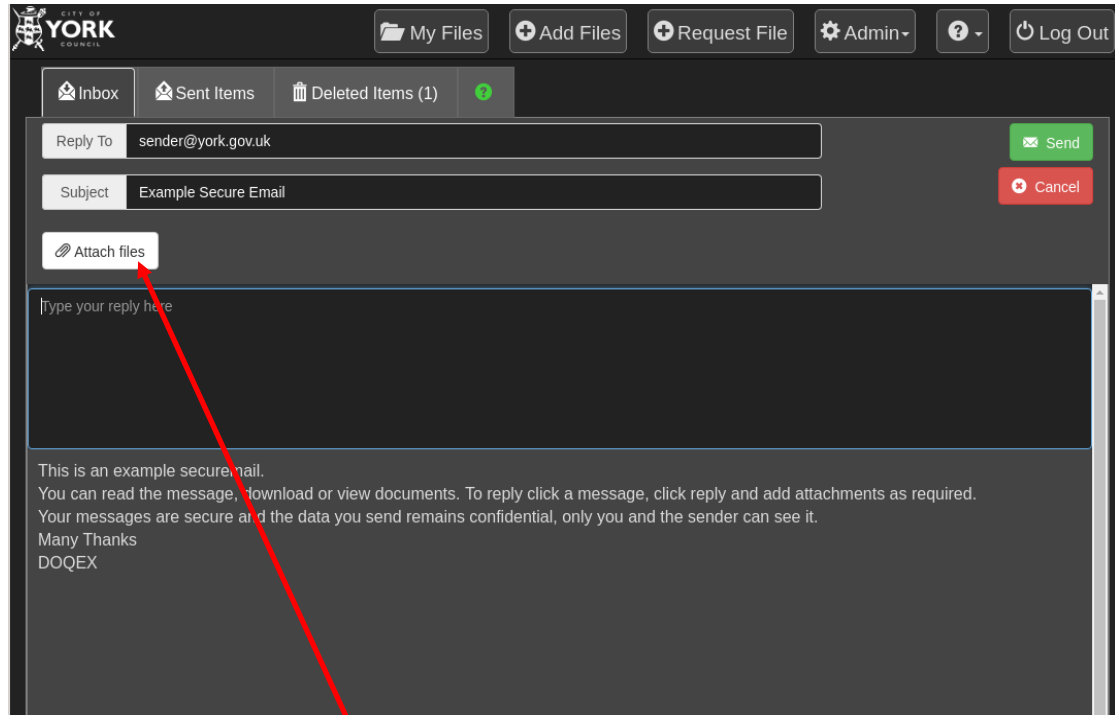 CITY OF
YORK
COUNCIL
My Files
Add Files
Request File
Admin
Log Out
Inbox
Sent Items
Deleted Items (1)
Reply To
sender@york.gov.uk
Send
Subject
Example Secure Email
Cancel
Attach files
Type your reply here
This is an example securemail.
You can read the message, download or view documents. To reply click a message, click reply and add attachments as required.
Your messages are secure and the data you send remains confidential, only you and the sender can see it.
Many Thanks
DOQEX